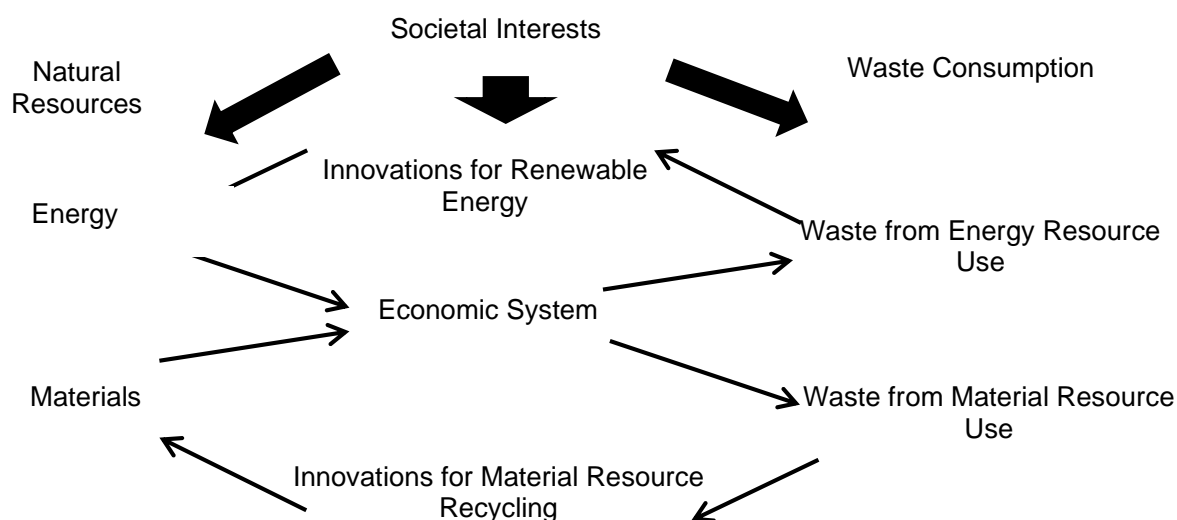 Societal Interests
Natural
Resources
Waste Consumption
Innovations for Renewable
Energy
Energy
Waste from Energy Resource
Use
Economic System
Materials
Waste from Material Resource
Use
Innovations for Material Resource
Recycling